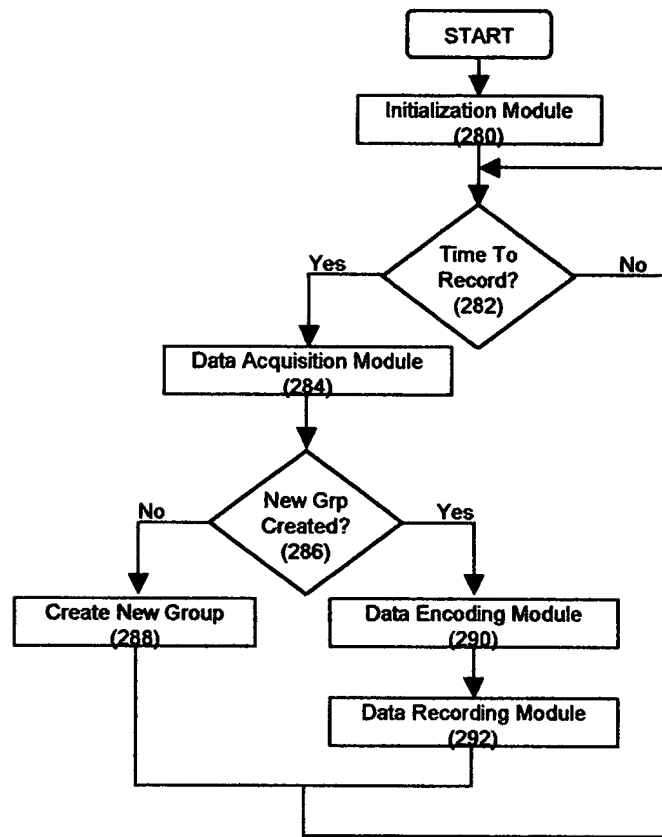 START
Initialization Module
(280)
Time To
Record?
(282)
Yes
No
Data Acquisition Module
(284)
New Grp
Created?
(286)
No
Yes
Create New Group
(288)
Data Encoding Module
(290)
Data Recording Module
(292)